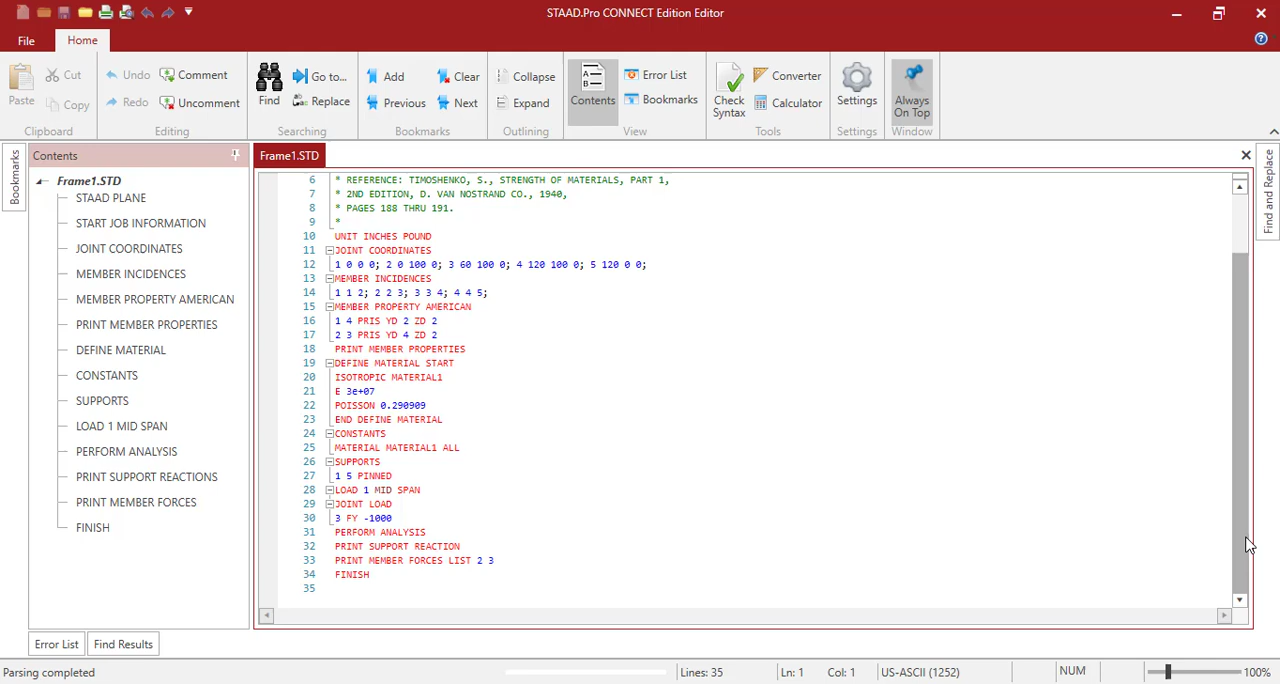 STAAD.Pro CONNECT Edition Editor
File
Home
Paste
Cut
Copy
Clipboard
Undo
Redo
Comment
Uncomment
Editing
Find
Go to...
Replace
Searching
Add
Previous
Clear
Next
Bookmarks
Collapse
Expand
Outlining
Contents
Error List
Bookmarks
View
Check
Syntax
Converter
Calculator
Tools
Settings
Settings
Always
On Top
Window
Bookmarks
Contents
Frame1.STD
STAAD PLANE
START JOB INFORMATION
JOINT COORDINATES
MEMBER INCIDENCES
MEMBER PROPERTY AMERICAN
PRINT MEMBER PROPERTIES
DEFINE MATERIAL
CONSTANTS
SUPPORTS
LOAD 1 MID SPAN
PERFORM ANALYSIS
PRINT SUPPORT REACTIONS
PRINT MEMBER FORCES
FINISH
Frame1.STD
6 * REFERENCE: TIMOSHENKO, S., STRENGTH OF MATERIALS, PART 1,
7 * 2ND EDITION, D. VAN NOSTRAND CO., 1940,
8 * PAGES 188 THRU 191.
9 *
10 UNIT INCHES POUND
11 JOINT COORDINATES
12 1 0 0 0; 2 0 100 0; 3 60 100 0; 4 120 100 0; 5 120 0 0;
13 MEMBER INCIDENCES
14 1 1 2; 2 2 3; 3 3 4; 4 4 5;
15 MEMBER PROPERTY AMERICAN
16 1 4 PRIS YD 2 ZD 2
17 2 3 PRIS YD 4 ZD 2
18 PRINT MEMBER PROPERTIES
19 DEFINE MATERIAL START
20 ISOTROPIC MATERIAL1
21 E 3e+07
22 POISSON 0.290909
23 END DEFINE MATERIAL
24 CONSTANTS
25 MATERIAL MATERIAL1 ALL
26 SUPPORTS
27 1 5 PINNED
28 LOAD 1 MID SPAN
29 JOINT LOAD
30 3 FY -1000
31 PERFORM ANALYSIS
32 PRINT SUPPORT REACTION
33 PRINT MEMBER FORCES LIST 2 3
34 FINISH
35
Find and Replace
Error List
Find Results
Parsing completed
Lines: 35
Ln: 1
Col: 1
US-ASCII (1252)
NUM
100%